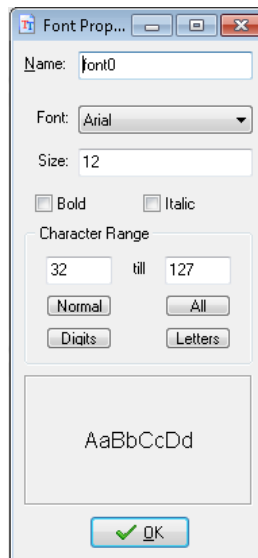 Font Prop...
Name: font0
Font: Arial
Size: 12
Bold Italic
Character Range
32 till 127
Normal All
Digits Letters
AaBbCcDd
OK